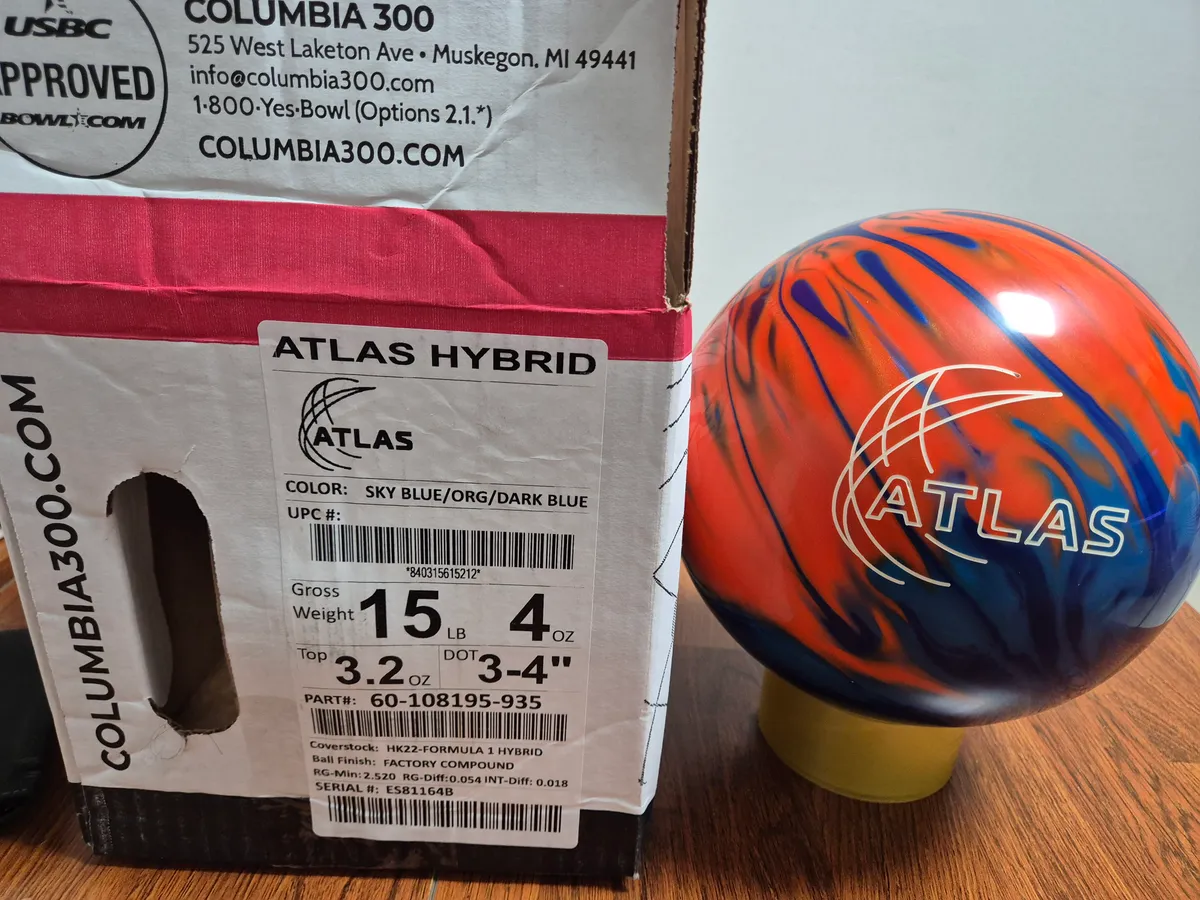 USBC
APPROVED
BOWL.COM
COLUMBIA 300
525 West Laketon Ave • Muskegon, MI 49441
info@columbia300.com
1-800-Yes-Bowl (Options 2,1,*)
COLUMBIA300.COM
COLUMBIA300.COM
ATLAS HYBRID
ATLAS
COLOR: SKY BLUE/ORG/DARK BLUE
UPC #:
*840315615212*
Gross Weight 15 LB 4 OZ
Top 3.2 OZ DOT 3-4"
PART#: 60-108195-935
Coverstock: HK22-FORMULA 1 HYBRID
Ball Finish: FACTORY COMPOUND
RG-Min: 2.520 RG-Diff: 0.054 INT-Diff: 0.018
SERIAL #: ES81164B
ATLAS